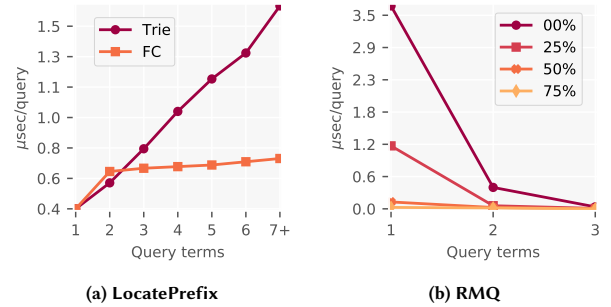 1.5
1.3
1.1
0.9
0.8
0.6
0.4
µsec/query
Trie
FC
1 2 3 4 5 6 7+
Query terms
(a) LocatePrefix
3.5
2.9
2.3
1.8
1.2
0.6
0.0
µsec/query
00%
25%
50%
75%
1 2 3
Query terms
(b) RMQ